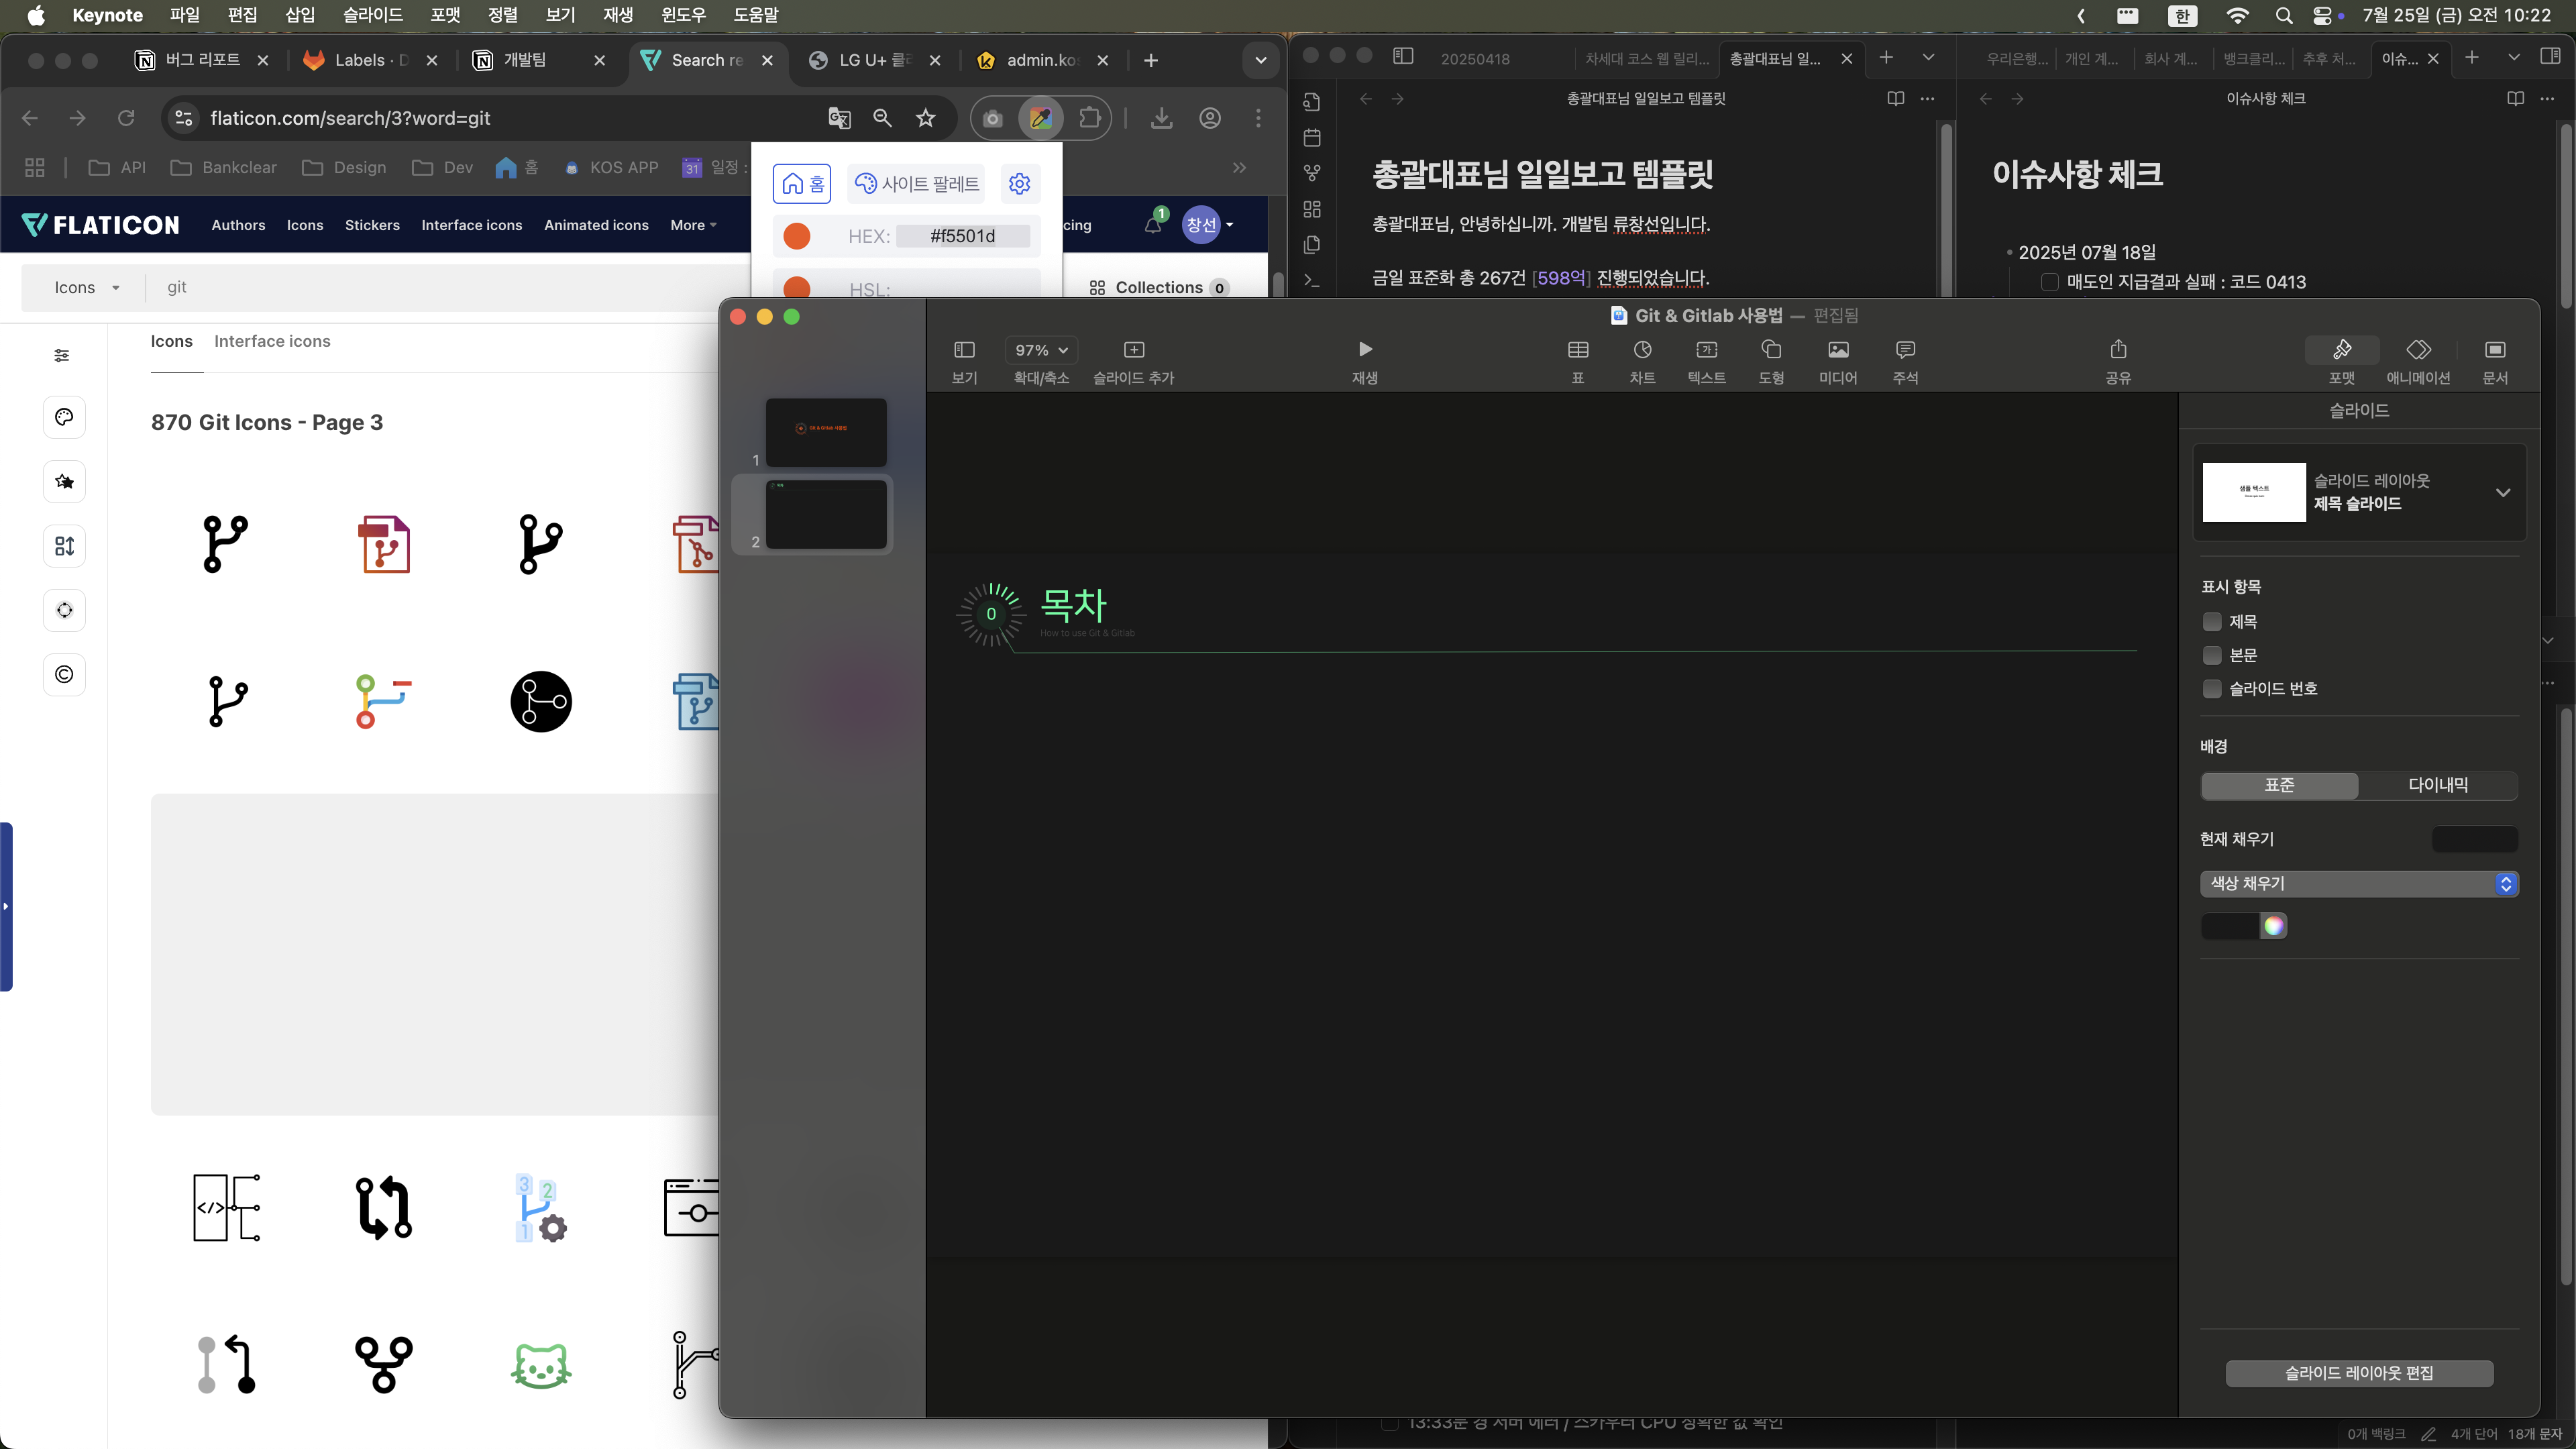 Keynote 파일 편집 삽입 슬라이드 포맷 정렬 보기 재생 윈도우 도움말
한 7월 25일 (금) 오전 10:22
버그 리포트 Labels · D 개발팀 Search re LG U+ 클 admin.ko
flaticon.com/search/3?word=git
API Bankclear Design Dev 홈 KOS APP 31 일정 :
FLATICON Authors Icons Stickers Interface icons Animated icons More cing 1 창선
홈 사이트 팔레트
HEX: #f5501d
HSL:
Icons git
Collections 0
Icons Interface icons
870 Git Icons - Page 3
</>
3 2
1
20250418 차세대 코스 웹 릴리... 총괄대표님 일...
총괄대표님 일일보고 템플릿
총괄대표님 일일보고 템플릿
총괄대표님, 안녕하십니까. 개발팀 류창선입니다.
금일 표준화 총 267건 [598억] 진행되었습니다.
우리은행... 개인 계... 회사 계... 뱅크클리... 추후 처... 이슈...
이슈사항 체크
이슈사항 체크
2025년 07월 18일
매도인 지급결과 실패 : 코드 0413
Git & Gitlab 사용법 — 편집됨
97%
보기 확대/축소 슬라이드 추가 재생 표 차트 텍스트 도형 미디어 주석 공유 포맷 애니메이션 문서
Git & Gitlab 사용법
1
목차
2
0 목차
How to use Git & Gitlab
슬라이드
샘플 텍스트
슬라이드 레이아웃
제목 슬라이드
표시 항목
제목
본문
슬라이드 번호
배경
표준 다이내믹
현재 채우기
색상 채우기
슬라이드 레이아웃 편집
13:33분 경 서버 에러 / 스카우터 CPU 정확한 값 확인
0개 백링크 4개 단어 18개 문자